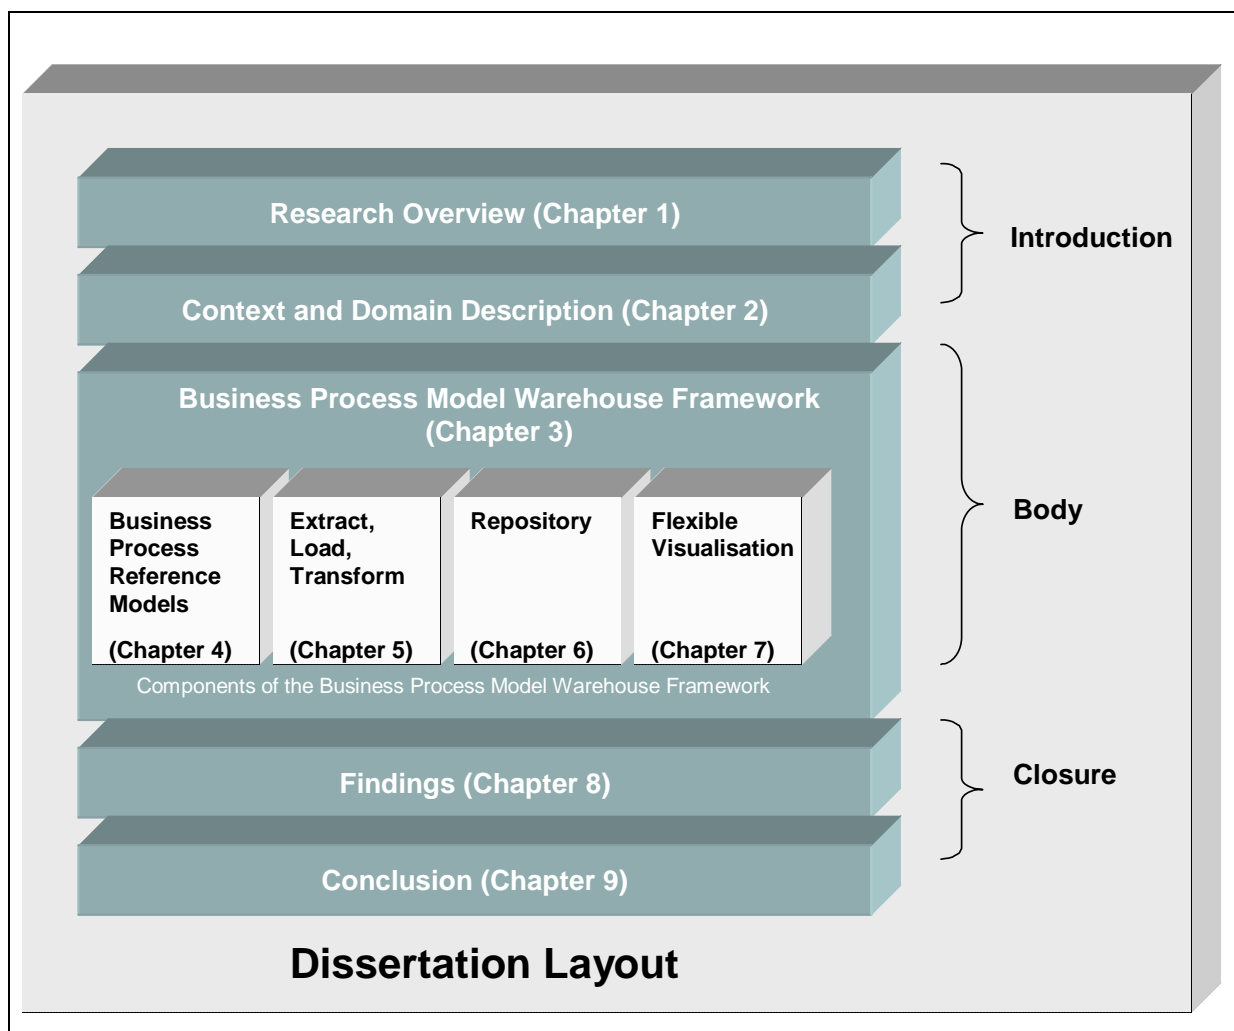 Research Overview (Chapter 1)
Context and Domain Description (Chapter 2)
Introduction
Business Process Model Warehouse Framework
(Chapter 3)
Business
Process
Reference
Models
(Chapter 4)
Extract,
Load,
Transform
(Chapter 5)
Repository
(Chapter 6)
Flexible
Visualisation
(Chapter 7)
Components of the Business Process Model Warehouse Framework
Body
Findings (Chapter 8)
Conclusion (Chapter 9)
Closure
Dissertation Layout